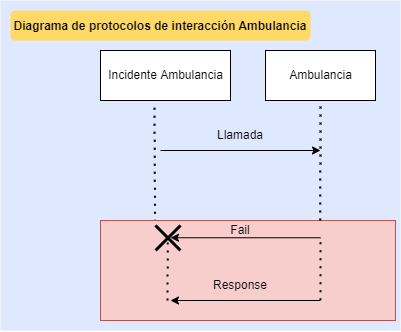 Diagrama de protocolos de interacción Ambulancia
Incidente Ambulancia
Ambulancia
Llamada
Fail
Response